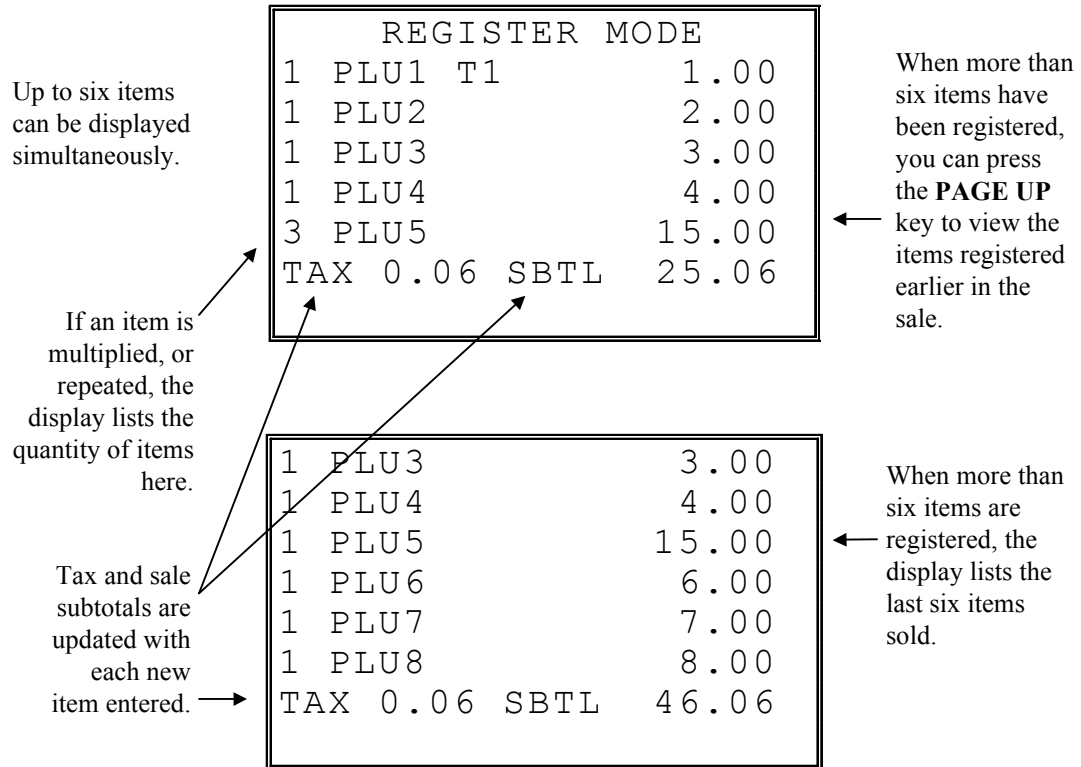 REGISTER MODE
1 PLU1 T1 1.00
1 PLU2 2.00
1 PLU3 3.00
1 PLU4 4.00
3 PLU5 15.00
TAX 0.06 SBTL 25.06
Up to six items
can be displayed
simultaneously.
When more than
six items have
been registered,
you can press
the PAGE UP
key to view the
items registered
earlier in the
sale.
If an item is
multiplied, or
repeated, the
display lists the
quantity of items
here.
1 PLU3 3.00
1 PLU4 4.00
1 PLU5 15.00
1 PLU6 6.00
1 PLU7 7.00
1 PLU8 8.00
TAX 0.06 SBTL 46.06
Tax and sale
subtotals are
updated with
each new
item entered.
When more than
six items are
registered, the
display lists the
last six items
sold.